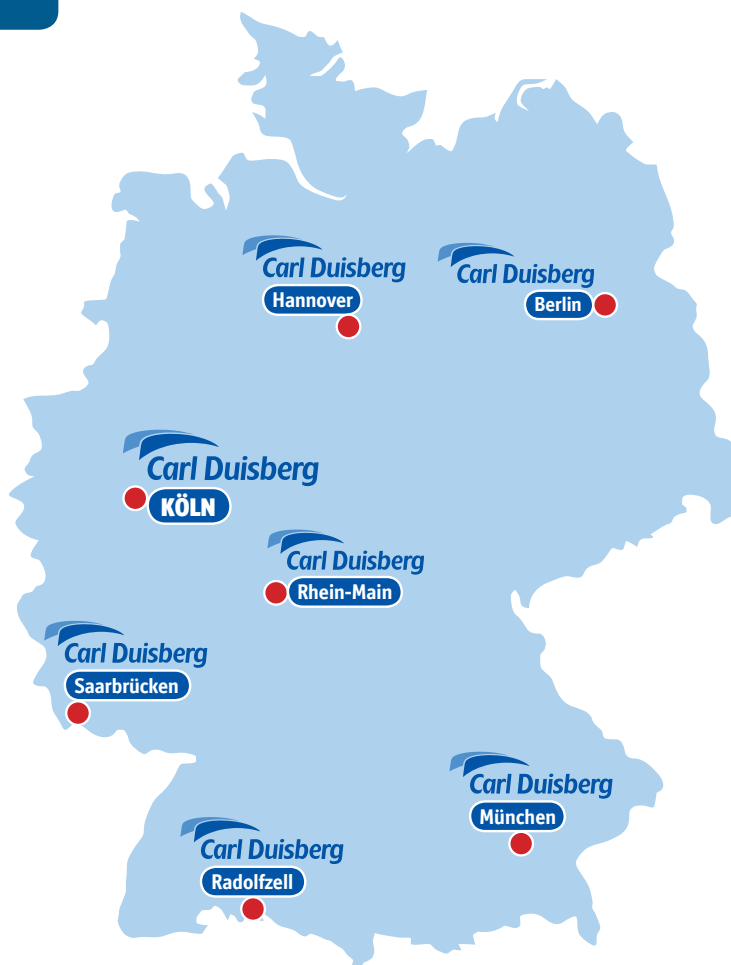 Carl Duisberg
Hannover
Carl Duisberg
Berlin
Carl Duisberg
KÖLN
Carl Duisberg
Rhein-Main
Carl Duisberg
Saarbrücken
Carl Duisberg
München
Carl Duisberg
Radolfzell